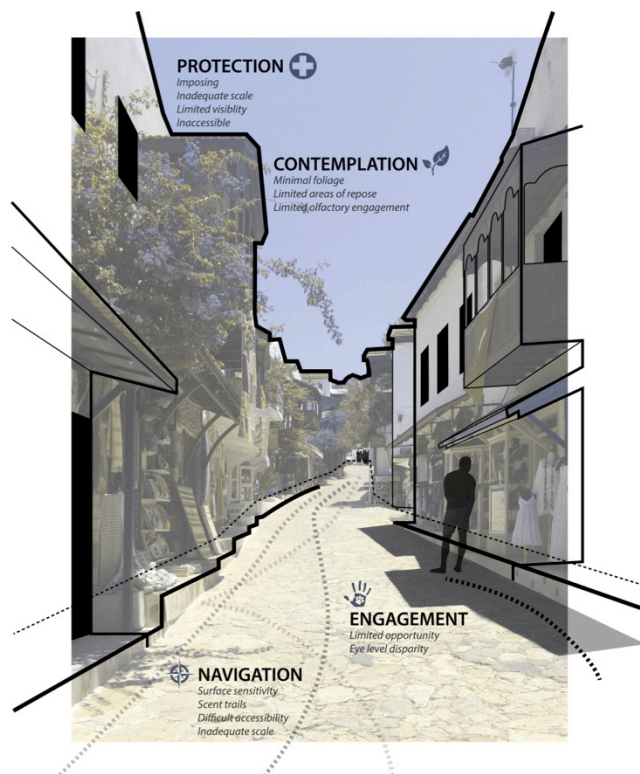 PROTECTION
Imposing
Inadequate scale
Limited visiblity
Inaccessible
CONTEMPLATION
Minimal foliage
Limited areas of repose
Limited olfactory engagement
ENGAGEMENT
Limited opportunity
Eye level disparity
NAVIGATION
Surface sensitivity
Scent trails
Difficult accessibility
Inadequate scale